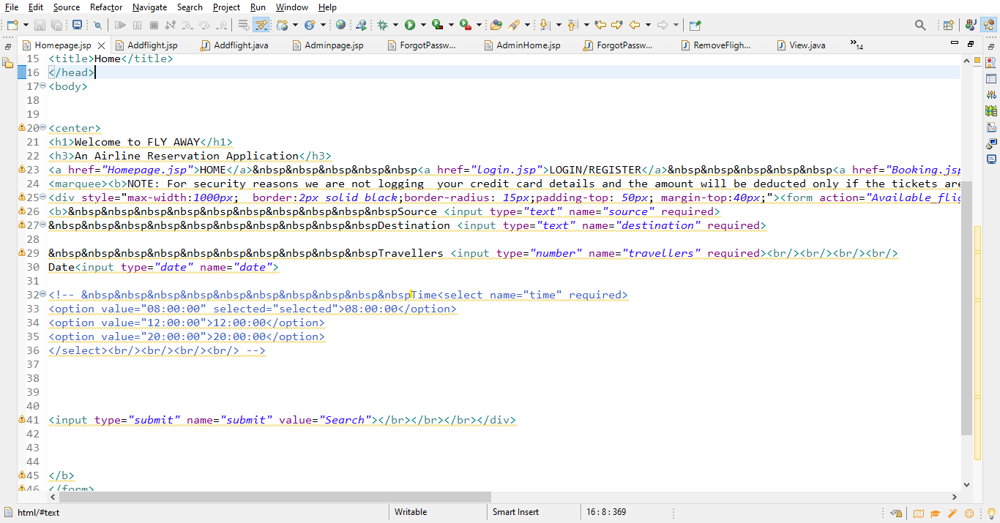 File Edit Source Refactor Navigate Search Project Run Window Help
Homepage.jsp Addflight.jsp Addflight.java Adminpage.jsp ForgotPassw... AdminHome.jsp ForgotPassw... RemoveFligh... View.java »14
15 <title>Home</title>
16 </head>
17 <body>
18
19
20 <center>
21 <h1>Welcome to FLY AWAY</h1>
22 <h3>An Airline Reservation Application</h3>
23 <a href="Homepage.jsp">HOME</a>&nbsp&nbsp&nbsp&nbsp&nbsp<a href="login.jsp">LOGIN/REGISTER</a>&nbsp&nbsp&nbsp&nbsp&nbsp<a href="Booking.jsp
24 <marquee><b>NOTE: For security reasons we are not logging  your credit card details and the amount will be deducted only if the tickets are
25 <div style="max-width:1000px;  border:2px solid black;border-radius: 15px;padding-top: 50px; margin-top:40px;"><form action="Available_flig
26 <b>&nbsp&nbsp&nbsp&nbsp&nbsp&nbsp&nbsp&nbsp&nbsp&nbspSource <input type="text" name="source" required>
27 &nbsp&nbsp&nbsp&nbsp&nbsp&nbsp&nbsp&nbsp&nbsp&nbspDestination <input type="text" name="destination" required>
28
29 &nbsp&nbsp&nbsp&nbsp&nbsp&nbsp&nbsp&nbsp&nbsp&nbspTravellers <input type="number" name="travellers" required><br/><br/><br/><br/>
30 Date<input type="date" name="date">
31
32 <!-- &nbsp&nbsp&nbsp&nbsp&nbsp&nbsp&nbsp&nbsp&nbsp&nbspTime<select name="time" required>
33 <option value="08:00:00" selected="selected">08:00:00</option>
34 <option value="12:00:00">12:00:00</option>
35 <option value="20:00:00">20:00:00</option>
36 </select><br/><br/><br/><br/> -->
37
38
39
40
41 <input type="submit" name="submit" value="Search"></br></br></br></div>
42
43
44
45 </b>
46 </form>
html/#text Writable Smart Insert 16 : 8 : 369